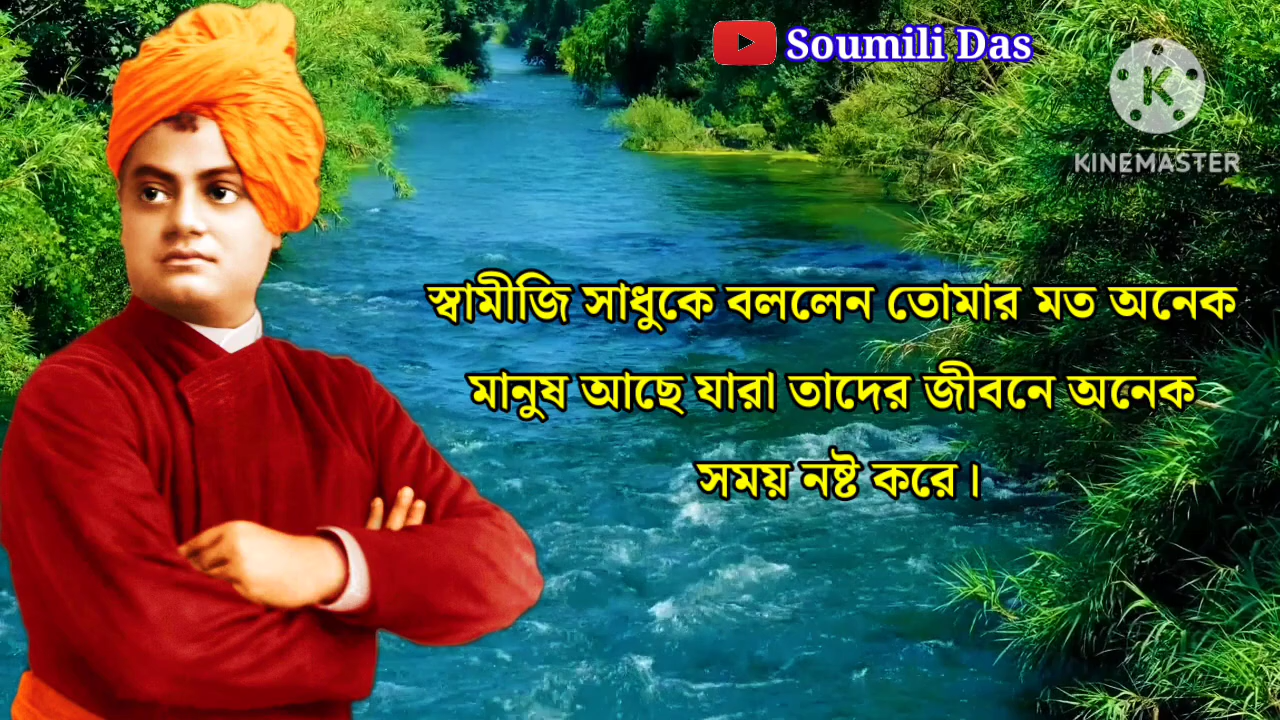 Soumili Das
KINEMASTER
স্বামীজি সাধুকে বললেন তোমার মত অনেক
মানুষ আছে যারা তাদের জীবনে অনেক
সময় নষ্ট করে।